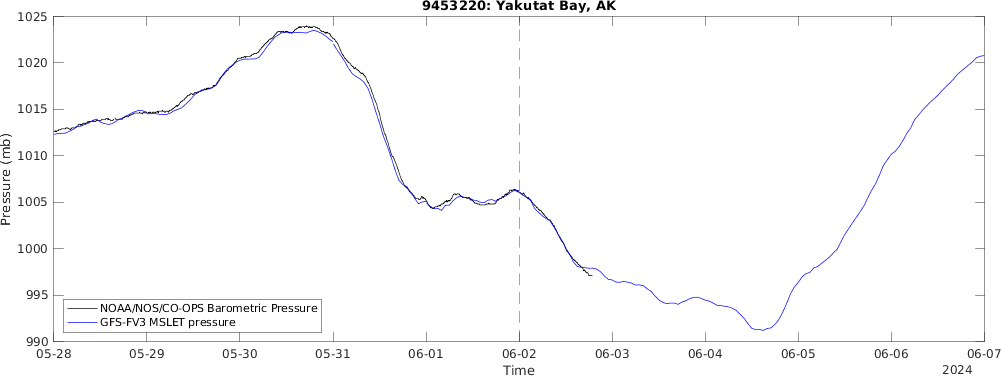 9453220: Yakutat Bay, AK
Pressure (mb)
1025
1020
1015
1010
1005
1000
995
990
NOAA/NOS/CO-OPS Barometric Pressure
GFS-FV3 MSLET pressure
05-28 05-29 05-30 05-31 06-01 06-02 06-03 06-04 06-05 06-06 06-07
Time
2024